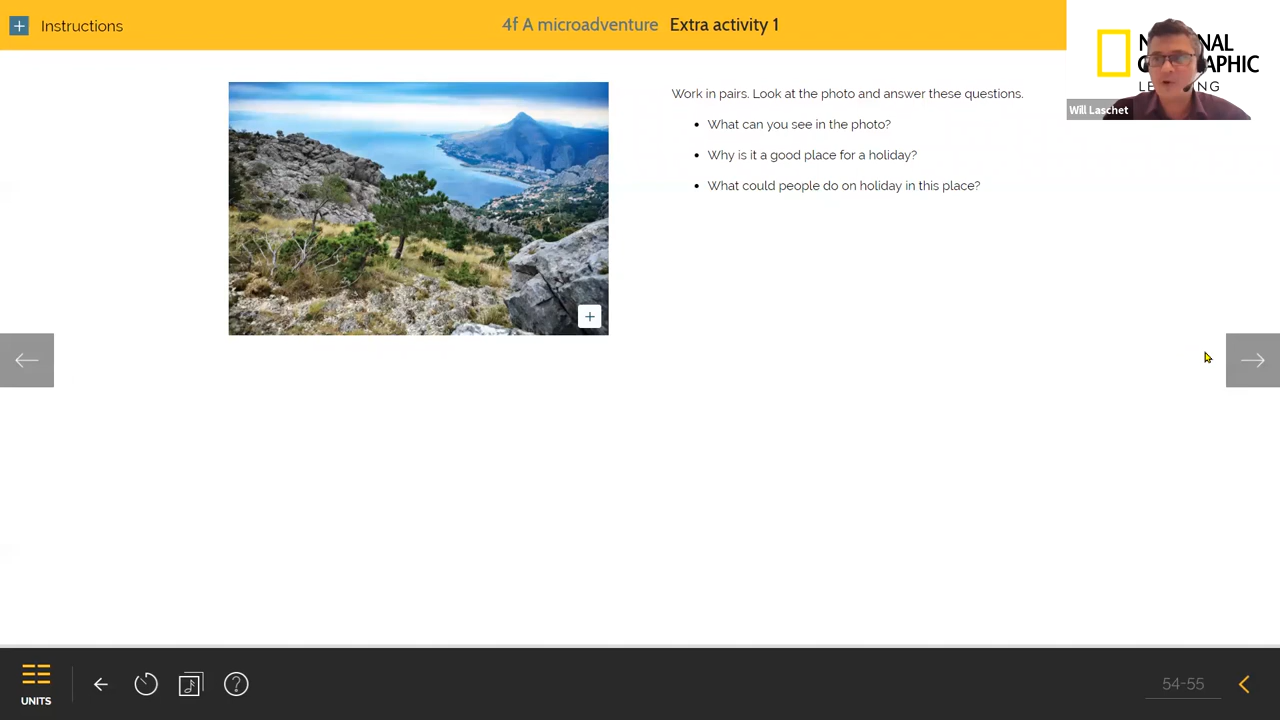 + Instructions
4f A microadventure Extra activity 1
NATIONAL
GEOGRAPHIC
LEARNING
Will Laschet
Work in pairs. Look at the photo and answer these questions.
• What can you see in the photo?
• Why is it a good place for a holiday?
• What could people do on holiday in this place?
UNITS
?
54-55